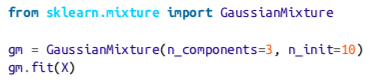 from sklearn.mixture import GaussianMixture
gm = GaussianMixture(n_components=3, n_init=10)
gm.fit(X)